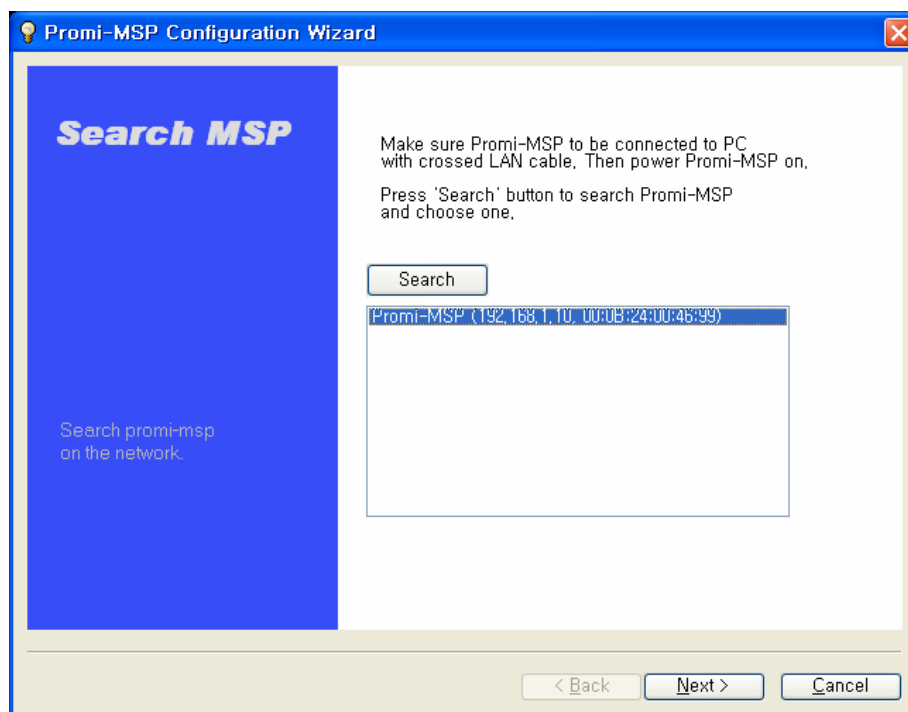 Promi-MSP Configuration Wizard
Search MSP
Make sure Promi-MSP to be connected to PC
with crossed LAN cable, Then power Promi-MSP on,
Press 'Search' button to search Promi-MSP
and choose one,
Search
Promi-MSP (192,168,1,10, 00:0B:24:00:46:99)
Search promi-msp
on the network.
< Back
Next >
Cancel